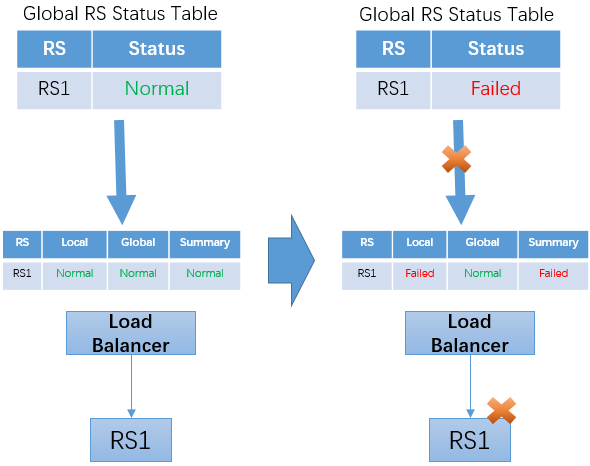 Global RS Status Table
RS Status
RS1 Normal
RS Local Global Summary
RS1 Normal Normal Normal
Load
Balancer
RS1
Global RS Status Table
RS Status
RS1 Failed
RS Local Global Summary
RS1 Failed Normal Failed
Load
Balancer
RS1